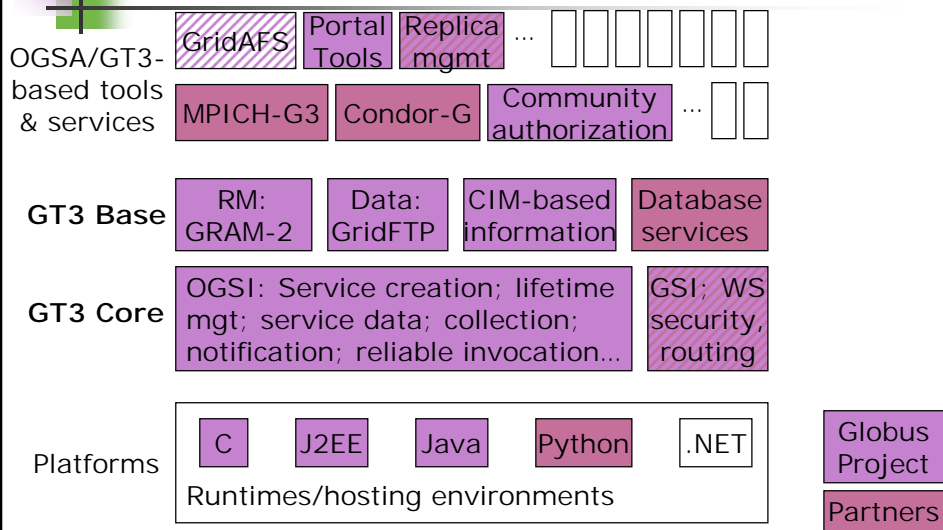 OGSA/GT3-
based tools
& services
GridAFS
Portal
Tools
Replica
mgmt
...
MPICH-G3
Condor-G
Community
authorization
...
GT3 Base
RM:
GRAM-2
Data:
GridFTP
CIM-based
information
Database
services
GT3 Core
OGSI: Service creation; lifetime
mgt; service data; collection;
notification; reliable invocation...
GSI; WS
security,
routing
Platforms
C
J2EE
Java
Python
.NET
Runtimes/hosting environments
Globus
Project
Partners